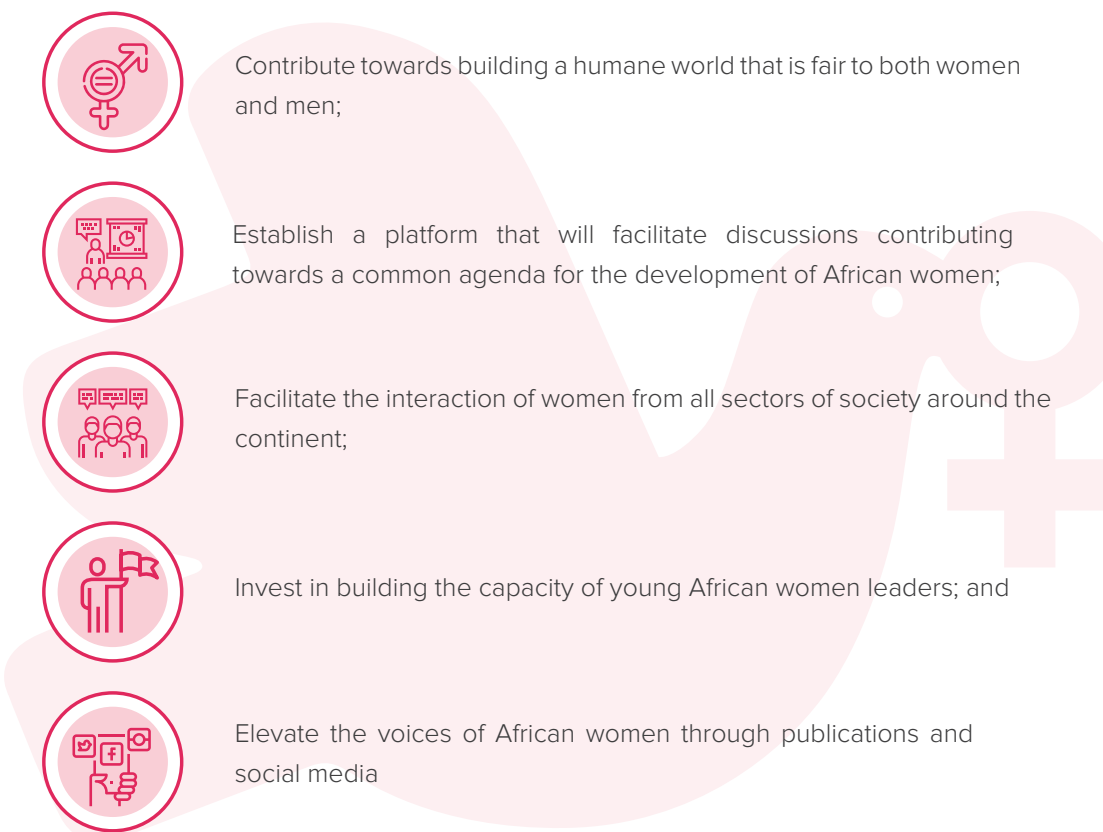 Contribute towards building a humane world that is fair to both women
and men;
Establish a platform that will facilitate discussions contributing
towards a common agenda for the development of African women;
Facilitate the interaction of women from all sectors of society around the
continent;
Invest in building the capacity of young African women leaders; and
Elevate the voices of African women through publications and
social media